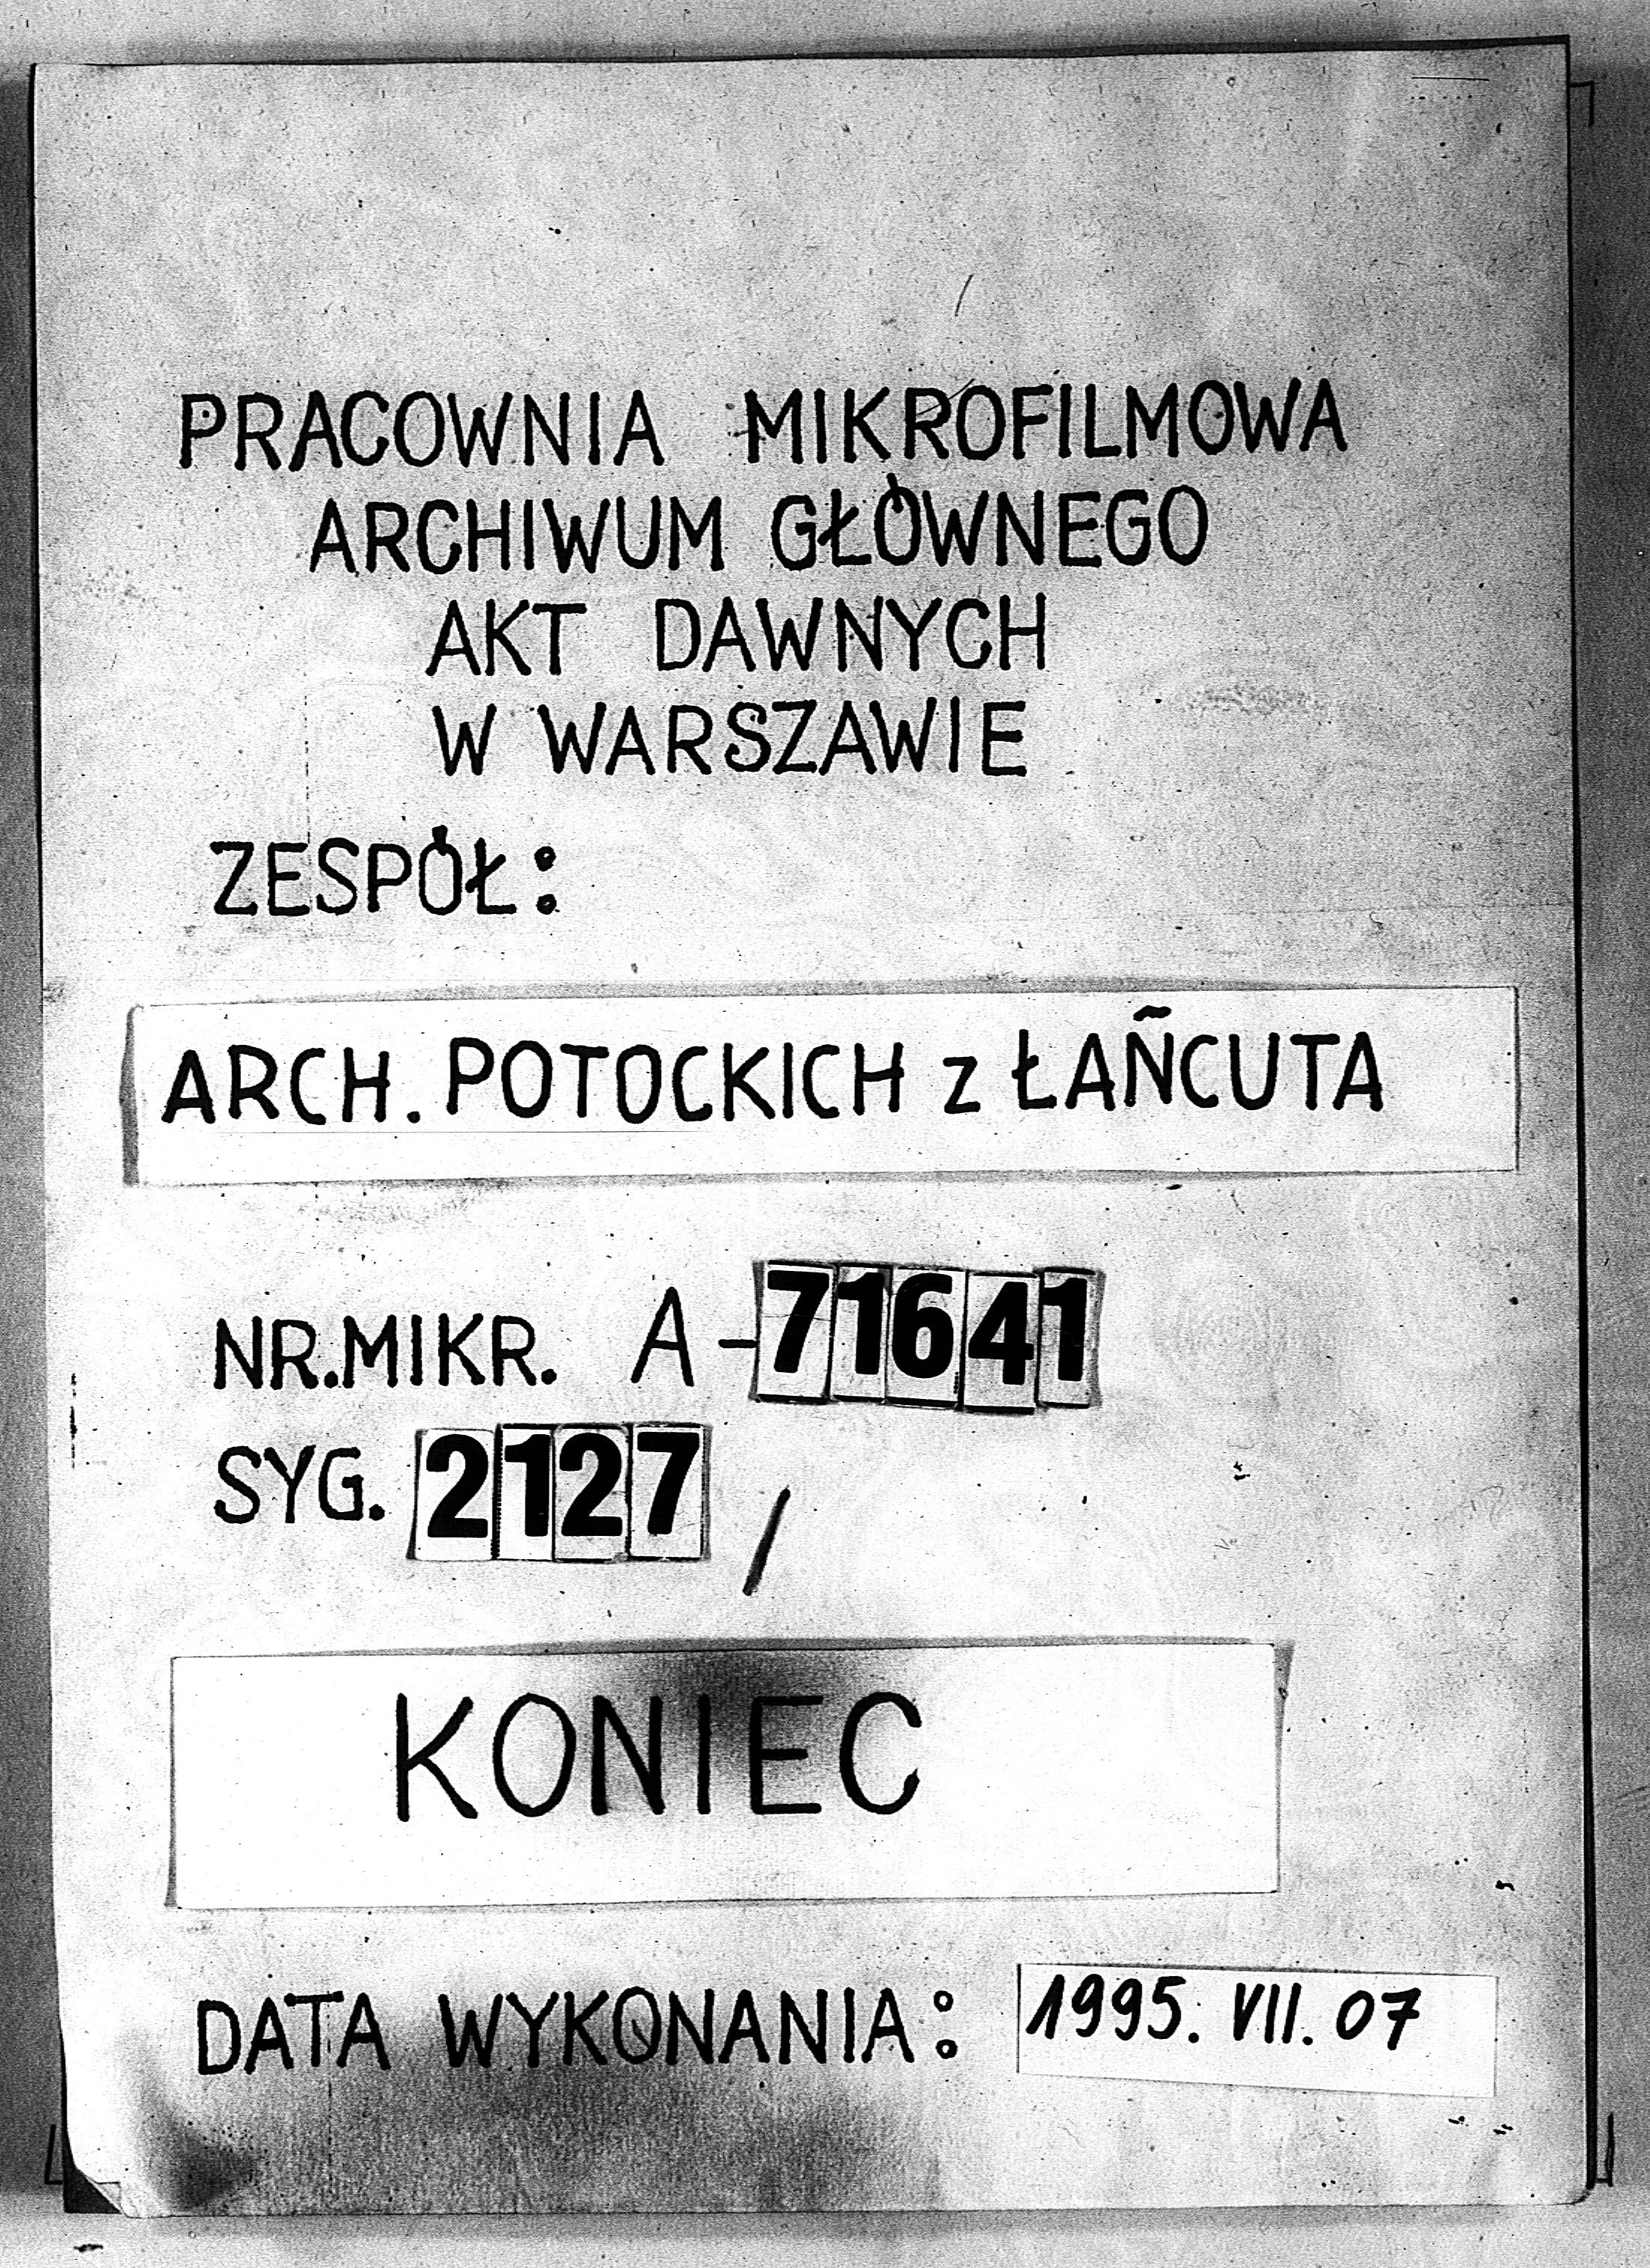 PRACOWNIA MIKROFILMOWA
ARCHIWUM GŁÓWNEGO
AKT DAWNYCH
W WARSZAWIE
ZESPÓŁ:
ARCH. POTOCKICH z ŁAŃCUTA
NR.MIKR. A-71641
SYG. 2127 /
KONIEC
DATA WYKONANIA: 1995. VII. 07